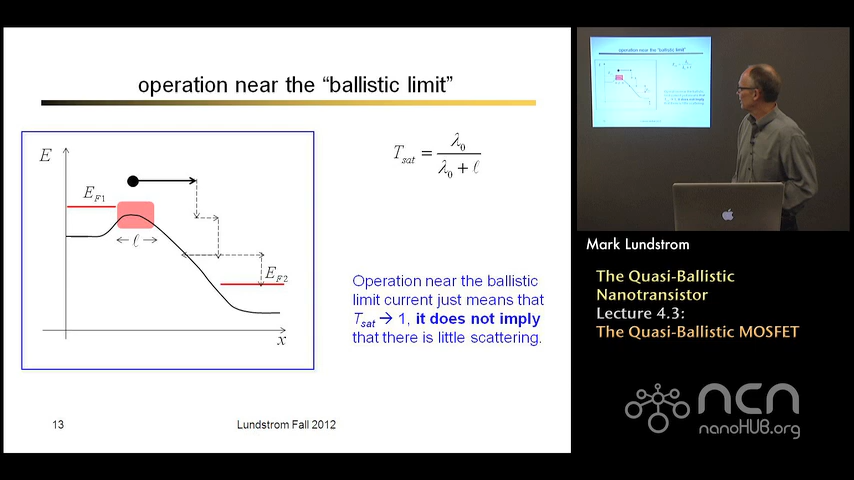 operation near the “ballistic limit”
E
E_F1
ℓ
E_F2
x
T_sat = λ_0 / (λ_0 + ℓ)
Operation near the ballistic
limit current just means that
T_sat → 1, it does not imply
that there is little scattering.
13
Lundstrom Fall 2012
operation near the “ballistic limit”
Mark Lundstrom
The Quasi-Ballistic
Nanotransistor
Lecture 4.3:
The Quasi-Ballistic MOSFET
ncn
nanoHUB.org